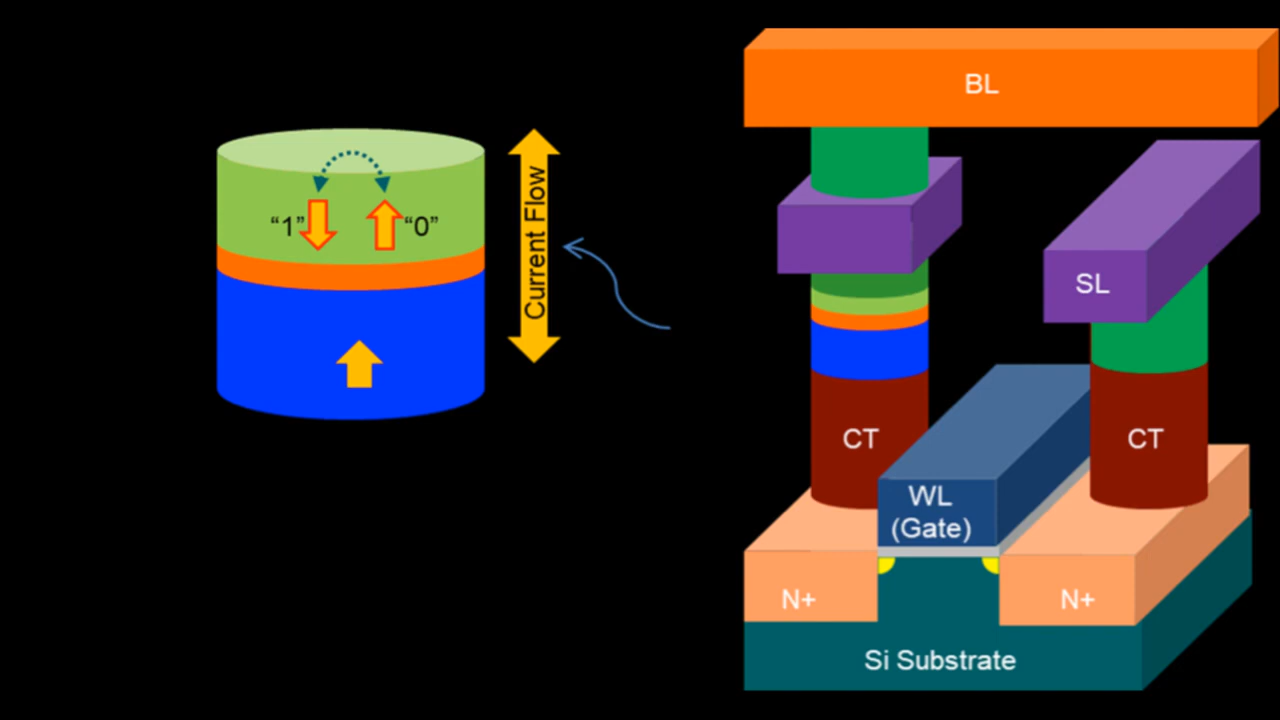 “1” “0”
Current Flow
BL
SL
CT
CT
WL
(Gate)
N+
N+
Si Substrate